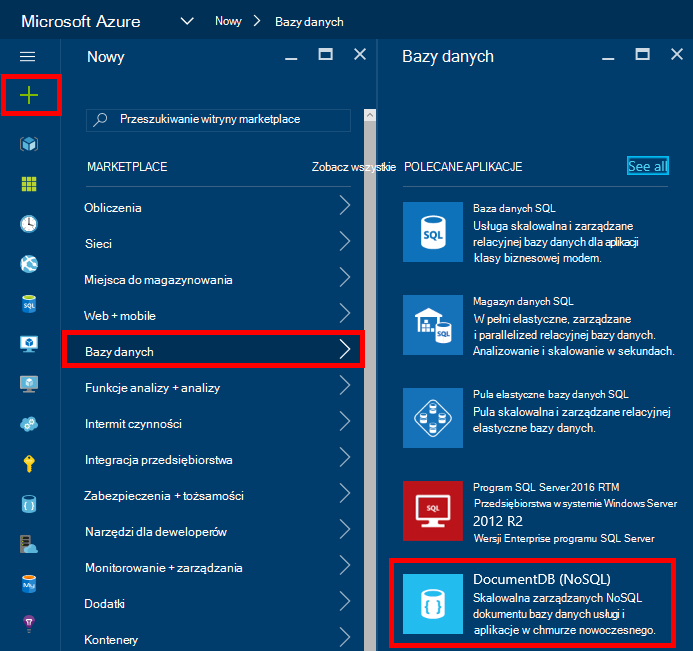 Microsoft Azure
Nowy
Bazy danych
Nowy
Przeszukiwanie witryny marketplace
MARKETPLACE
Zobacz wszystkie
Obliczenia
Sieci
Miejsca do magazynowania
Web + mobile
Bazy danych
Funkcje analizy + analizy
Intermit czynności
Integracja przedsiębiorstwa
Zabezpieczenia + tożsamości
Narzędzi dla deweloperów
Monitorowanie + zarządzania
Dodatki
Kontenery
Bazy danych
POLECANE APLIKACJE
See all
SQL
Baza danych SQL
Usługa skalowalna i zarządzane
relacyjnej bazy danych dla aplikacji
klasy biznesowej modem.
SQL
Magazyn danych SQL
W pełni elastyczne, zarządzane
i parallelized relacyjnej bazy danych.
Analizowanie i skalowanie w sekundach.
Pula elastyczne bazy danych SQL
Pula skalowalna i zarządzane relacyjnej
elastyczne bazy danych.
SQL
Program SQL Server 2016 RTM
Przedsiębiorstwa w systemie Windows Server
2012 R2
Wersji Enterprise programu SQL Server
DocumentDB (NoSQL)
Skalowalna zarządzanych NoSQL
dokumentu bazy danych usługi i
aplikacje w chmurze nowoczesnego.
SQL
My